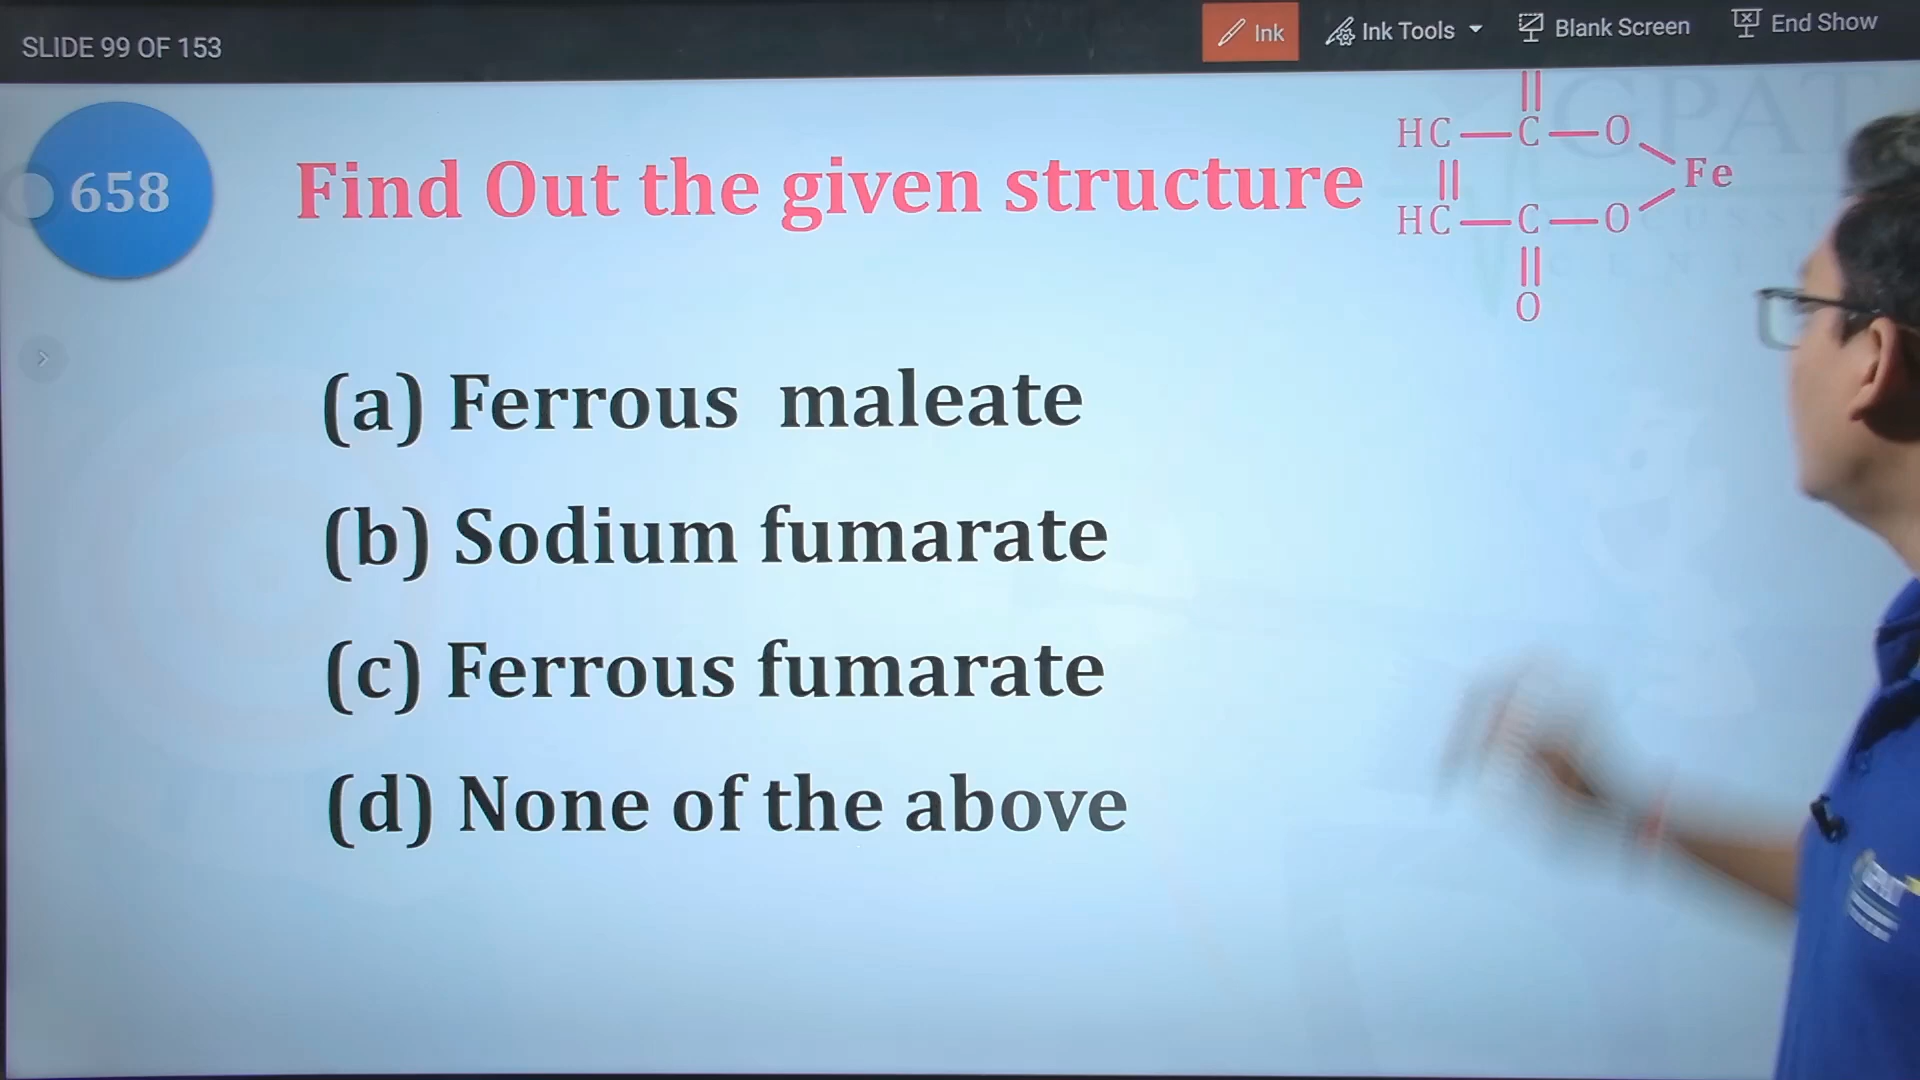 SLIDE 99 OF 153
Ink
Ink Tools
Blank Screen
End Show
658
Find Out the given structure
HC — C — O
Fe
HC — C — O
O
GPAT
(a) Ferrous maleate
(b) Sodium fumarate
(c) Ferrous fumarate
(d) None of the above